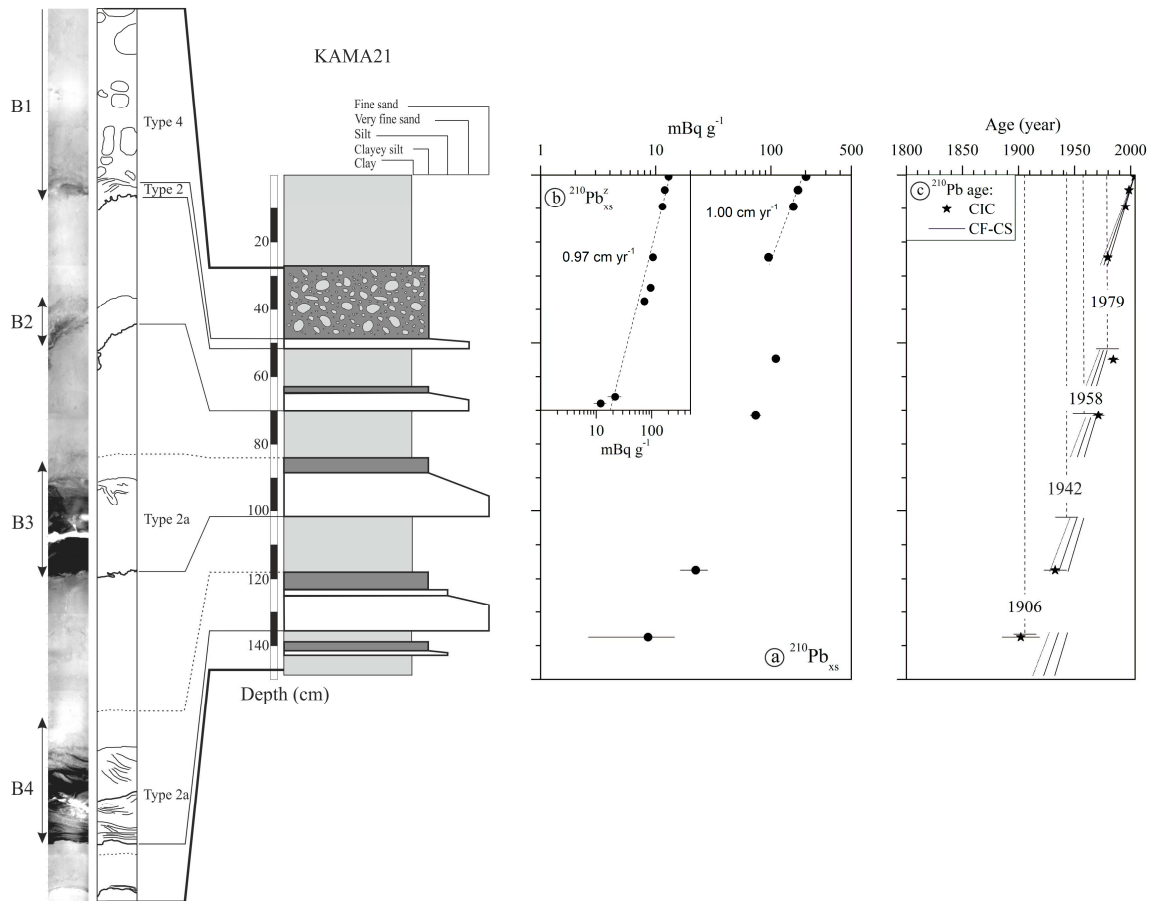 KAMA21
B1
B2
B3
B4
Type 4
Type 2
Type 2a
Type 2a
Fine sand
Very fine sand
Silt
Clayey silt
Clay
20
40
60
80
100
120
140
Depth (cm)
mBq g⁻¹
1 10 100 500
b ²¹⁰Pbᶻxs
0.97 cm yr⁻¹
1.00 cm yr⁻¹
10 100
mBq g⁻¹
a ²¹⁰Pbxs
Age (year)
1800 1850 1900 1950 2000
c ²¹⁰Pb age:
CIC
CF-CS
1979
1958
1942
1906